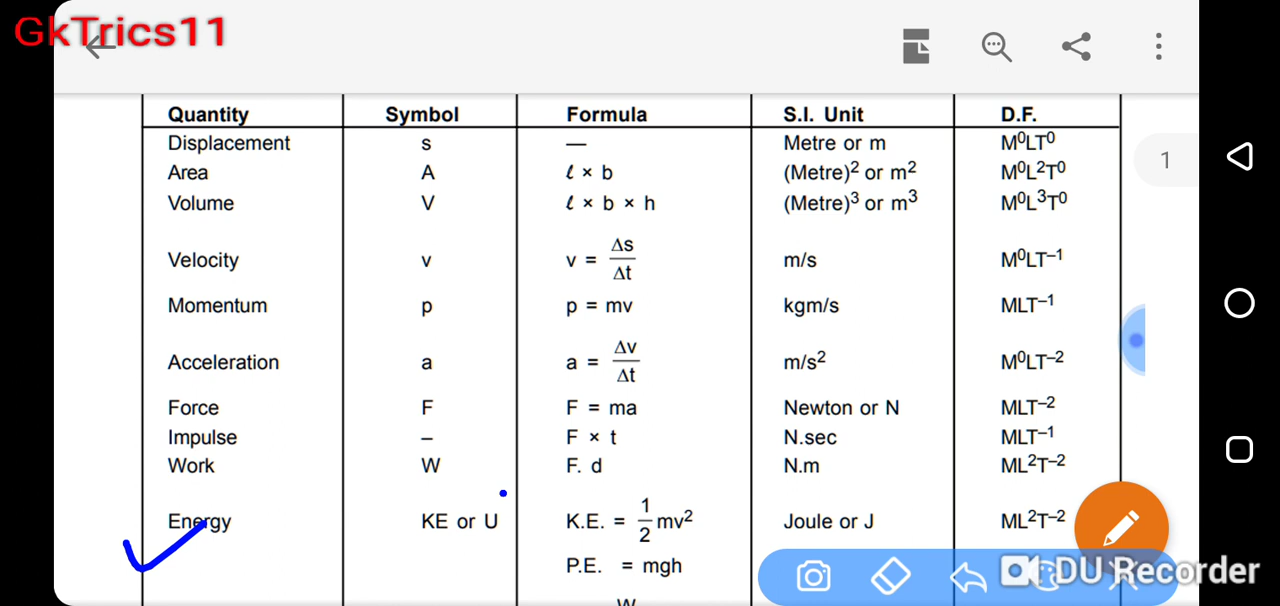 GkTrics11
1
Quantity Symbol Formula S.I. Unit D.F.
Displacement s — Metre or m M⁰LT⁰
Area A ℓ × b (Metre)² or m² M⁰L²T⁰
Volume V ℓ × b × h (Metre)³ or m³ M⁰L³T⁰
Velocity v v = Δs/Δt m/s M⁰LT⁻¹
Momentum p p = mv kgm/s MLT⁻¹
Acceleration a a = Δv/Δt m/s² M⁰LT⁻²
Force F F = ma Newton or N MLT⁻²
Impulse – F × t N.sec MLT⁻¹
Work W F. d N.m ML²T⁻²
Energy KE or U K.E. = 1/2 mv² Joule or J ML²T⁻²
P.E. = mgh
W
DU Recorder